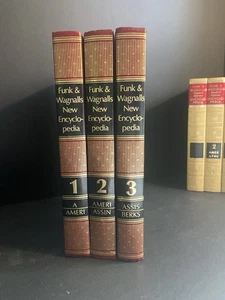 Funk &
Wagnalls
New
Encyclo-
pedia
1
A
AMERI
Funk &
Wagnalls
New
Encyclo-
pedia
2
AMERI
ASSIN
Funk &
Wagnalls
New
Encyclo-
pedia
3
ASSIS
BERKS
2